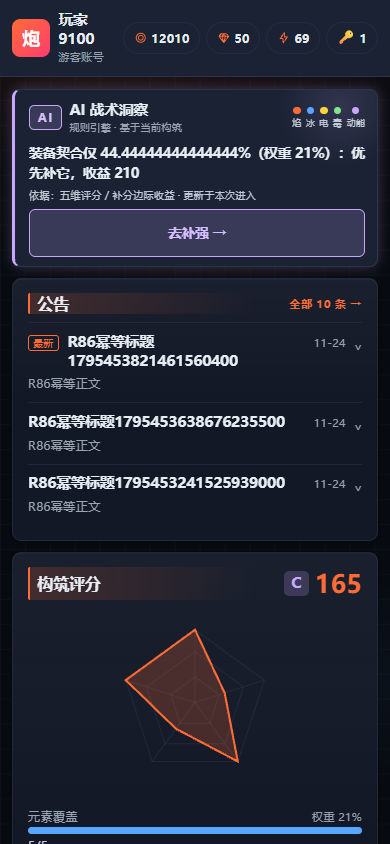 炮
玩家
9100
游客账号
12010
50
69
1
AI
AI 战术洞察
规则引擎 · 基于当前构筑
焰 冰 电 毒 动能
装备契合仅 44.44444444444444%（权重 21%）：优
先补它，收益 210
依据：五维评分 / 补分边际收益 · 更新于本次进入
去补强 →
公告
全部 10 条 →
最新
R86幂等标题
1795453821461560400
11-24
R86幂等正文
R86幂等标题1795453638676235500
11-24
R86幂等正文
R86幂等标题1795453241525939000
11-24
R86幂等正文
构筑评分
C 165
元素覆盖
权重 21%